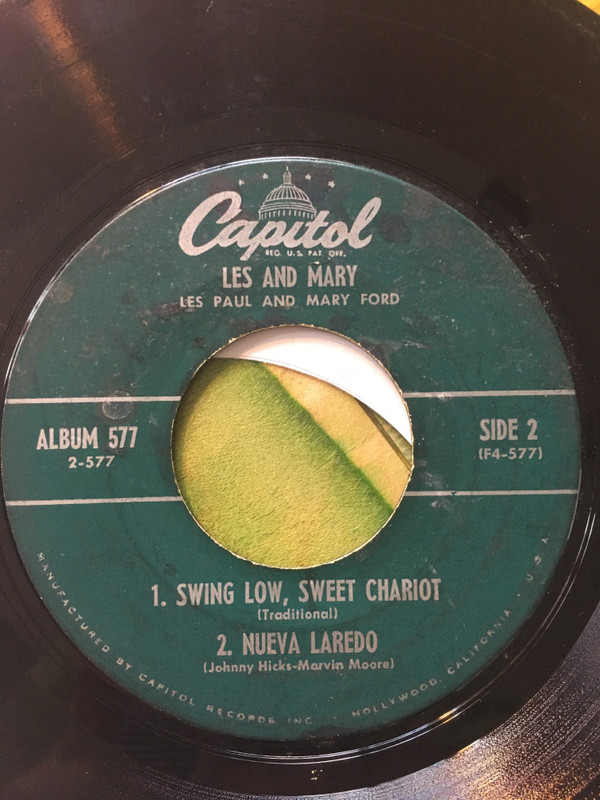 Capitol
REG. U.S. PAT. OFF.
LES AND MARY
LES PAUL AND MARY FORD
ALBUM 577
2-577
SIDE 2
(F4-577)
1. SWING LOW, SWEET CHARIOT
(Traditional)
2. NUEVA LAREDO
(Johnny Hicks-Marvin Moore)
MANUFACTURED BY CAPITOL RECORDS INC · HOLLYWOOD, CALIFORNIA · U.S.A.